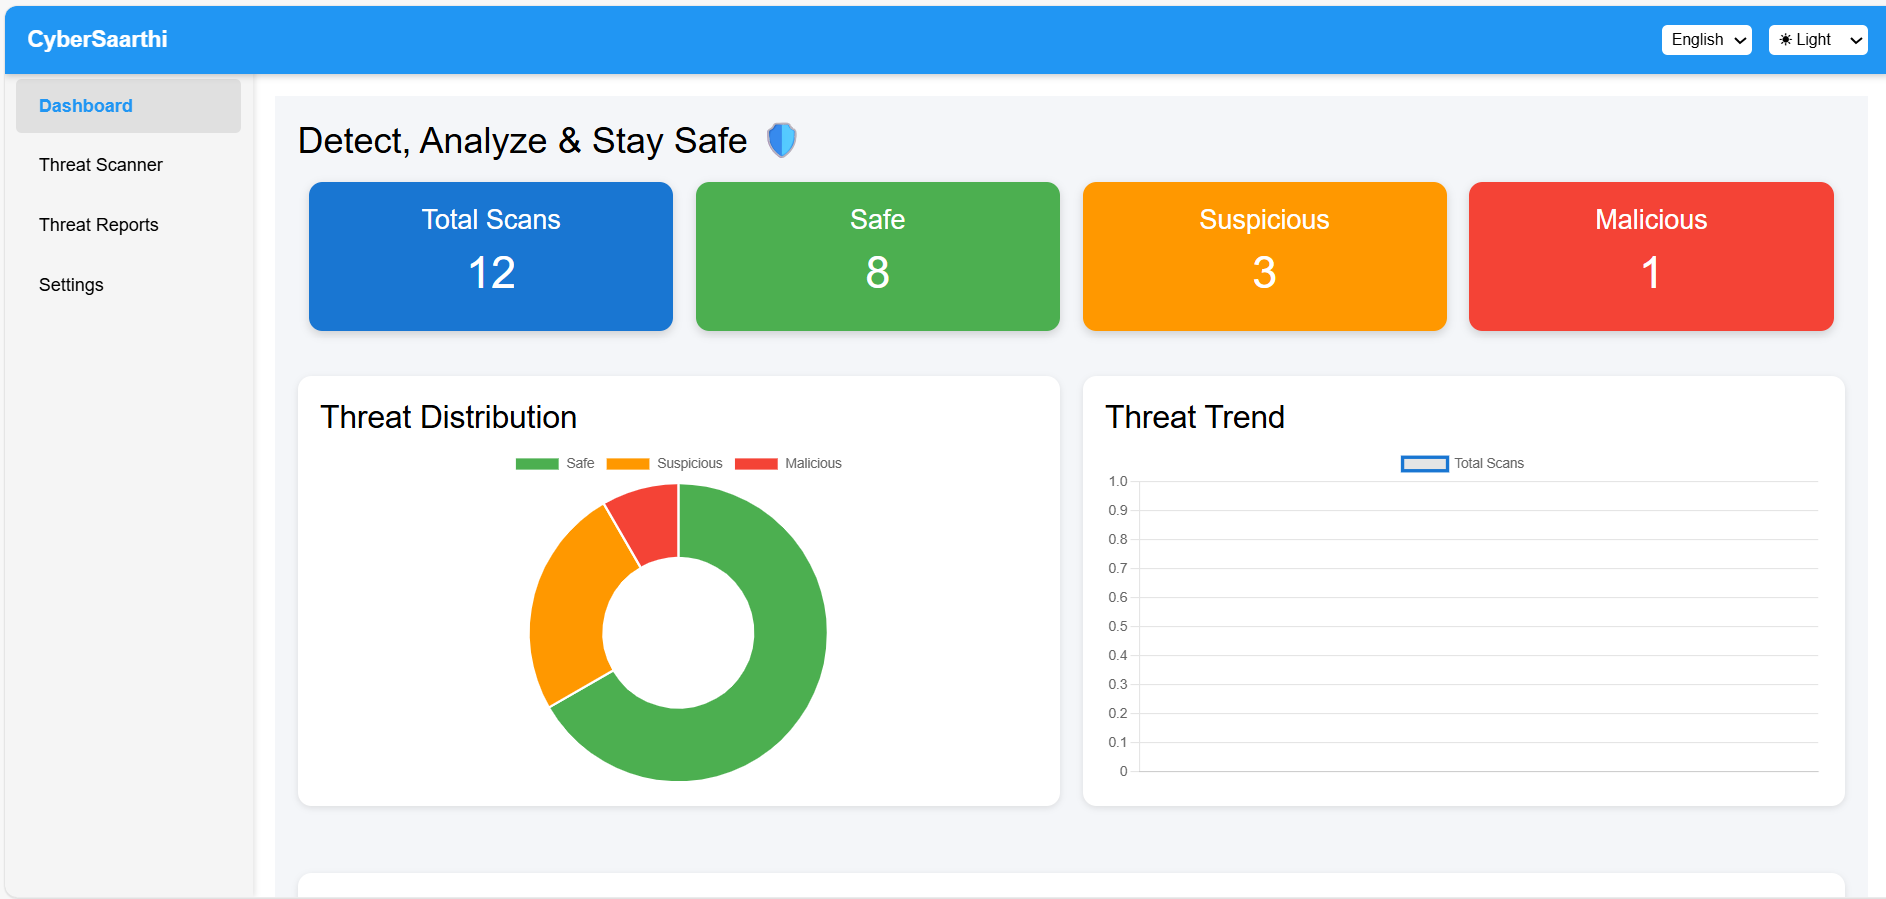 CyberSaarthi
English
Light
Dashboard
Threat Scanner
Threat Reports
Settings
Detect, Analyze & Stay Safe
Total Scans
12
Safe
8
Suspicious
3
Malicious
1
Threat Distribution
Safe Suspicious Malicious
Threat Trend
Total Scans
1.0
0.9
0.8
0.7
0.6
0.5
0.4
0.3
0.2
0.1
0